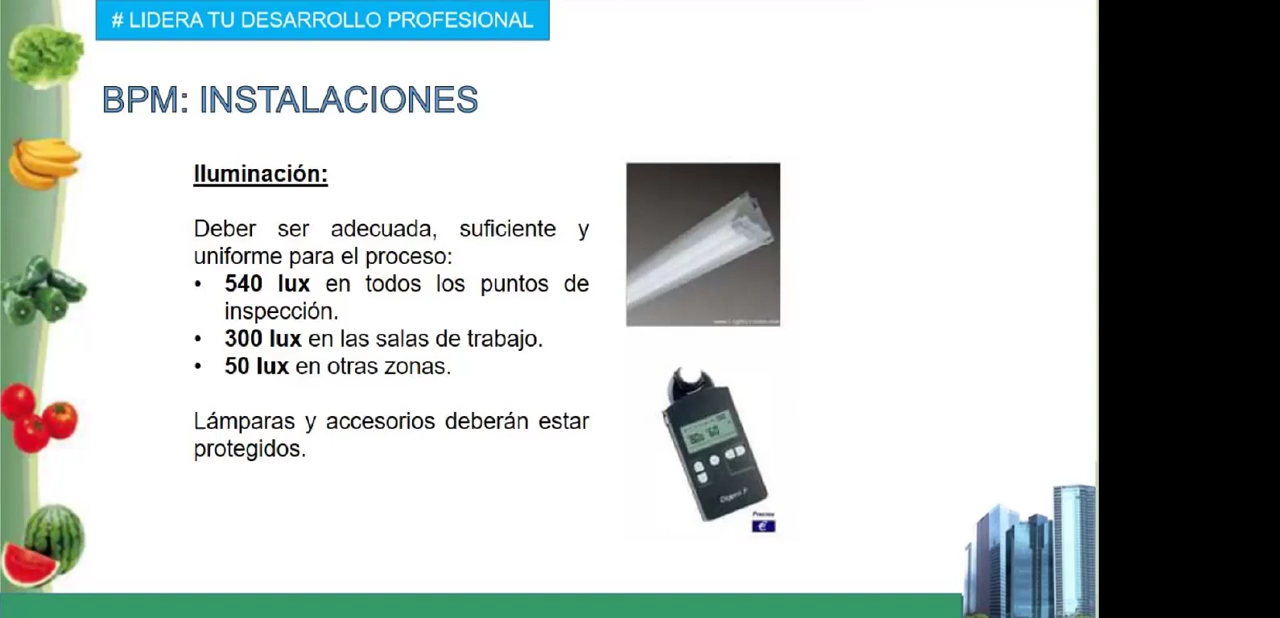 # LIDERA TU DESARROLLO PROFESIONAL
BPM: INSTALACIONES
Iluminación:
Deber ser adecuada, suficiente y
uniforme para el proceso:
• 540 lux en todos los puntos de
inspección.
• 300 lux en las salas de trabajo.
• 50 lux en otras zonas.
Lámparas y accesorios deberán estar
protegidos.